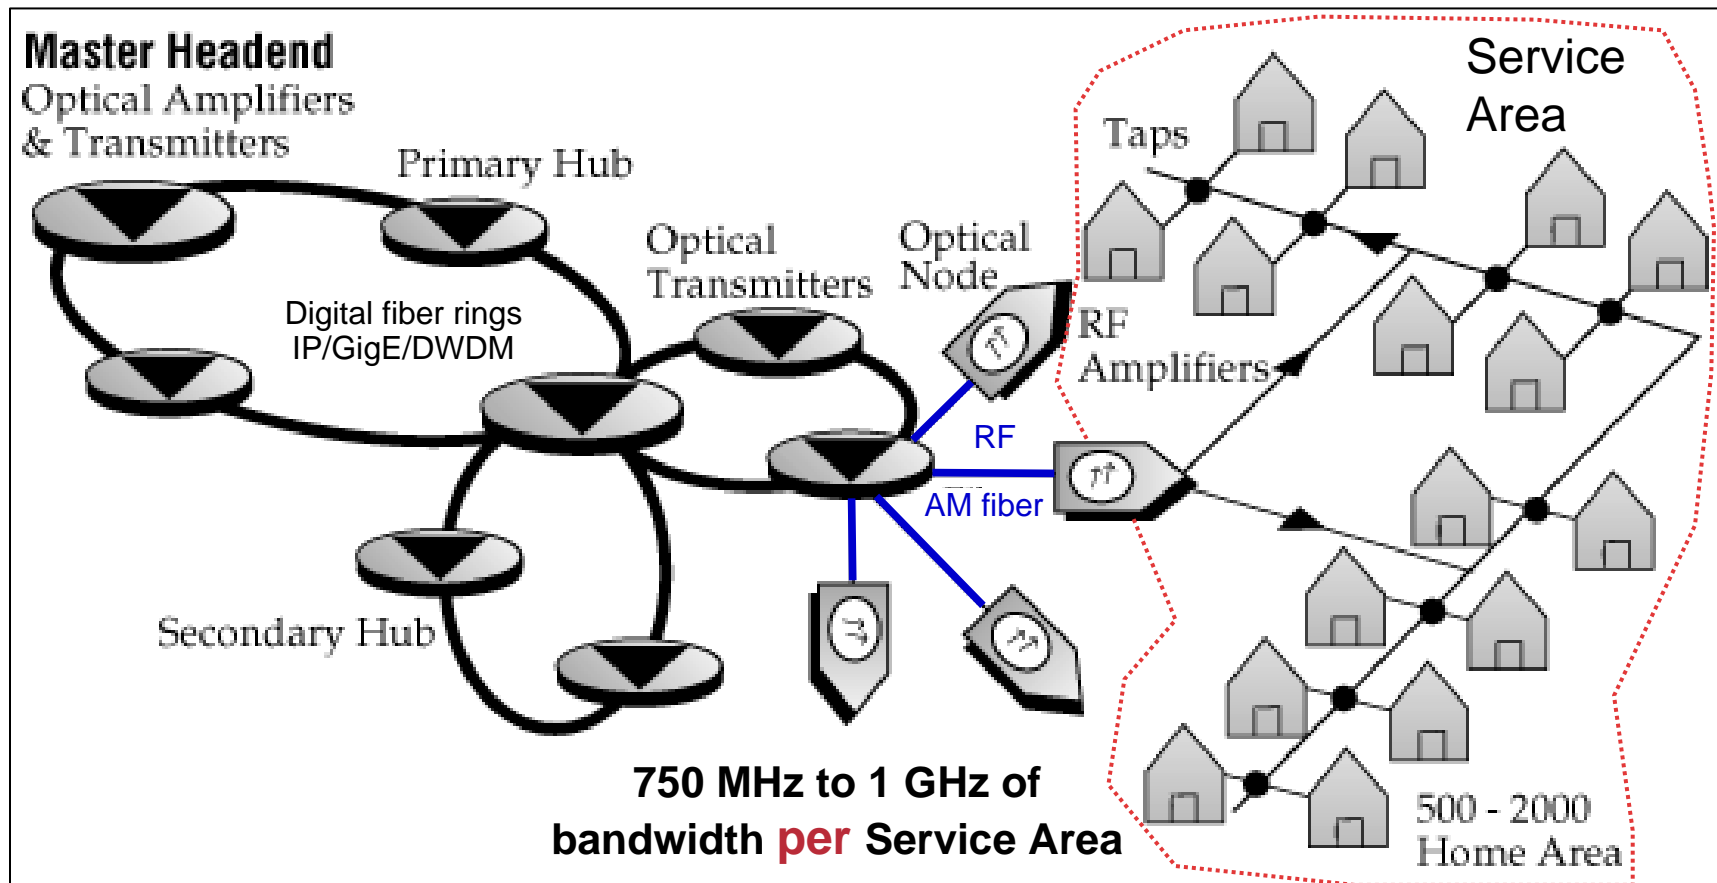 Master Headend
Optical Amplifiers
& Transmitters
Primary Hub
Digital fiber rings
IP/GigE/DWDM
Optical
Transmitters
Optical
Node
Secondary Hub
RF
AM fiber
Service
Area
Taps
RF
Amplifiers
500 - 2000
Home Area
750 MHz to 1 GHz of
bandwidth per Service Area